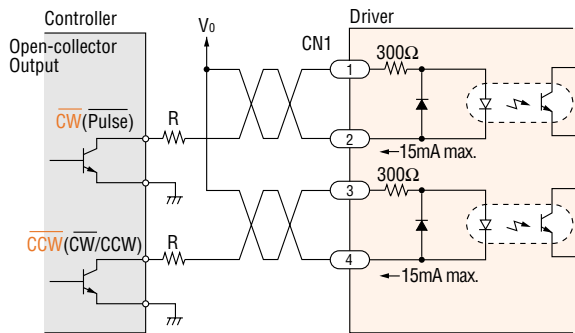 Controller
Open-collector
Output
V0
CN1
Driver
CW(Pulse)
R
1
300Ω
2
15mA max.
CCW(CW/CCW)
R
3
300Ω
4
15mA max.